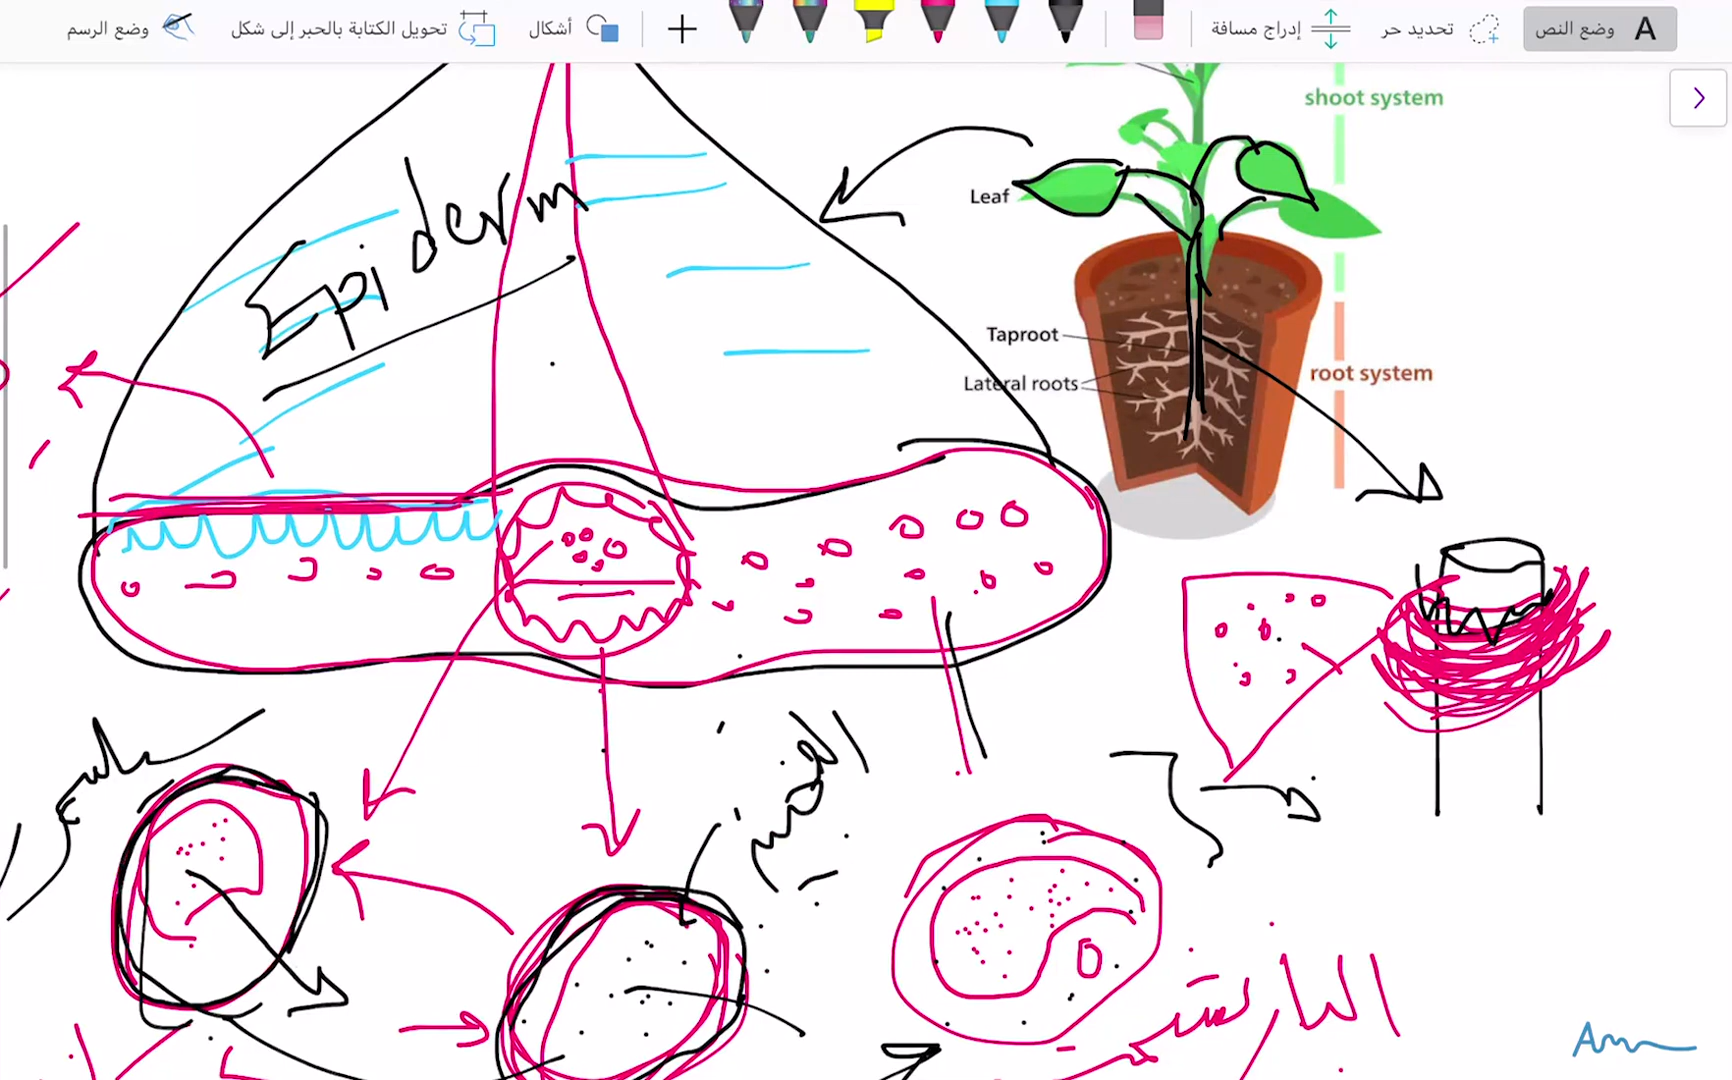 وضع النص
تحديد حر
إدراج مسافة
أشكال
تحويل الكتابة بالحبر إلى شكل
وضع الرسم
shoot system
Leaf
Taproot
Lateral roots
root system
Epiderm